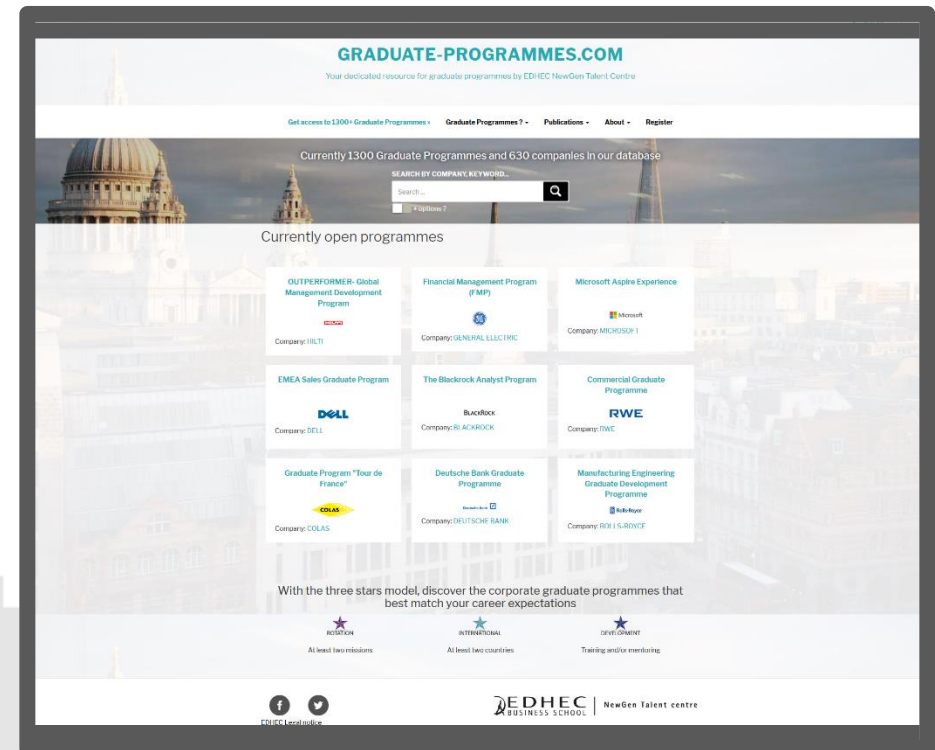 GRADUATE-PROGRAMMES.COM
Your dedicated resource for graduate programmes by EDHEC NewGen Talent Centre
Get access to 1300+ Graduate Programmes » Graduate Programmes ? Publications About Register
Currently 1300 Graduate Programmes and 630 companies in our database
SEARCH BY COMPANY, KEYWORD...
Search ...
+ options ?
Currently open programmes
OUTPERFORMER- Global
Management Development
Program
HILTI
Company: HILTI
Financial Management Program
(FMP)
Company: GENERAL ELECTRIC
Microsoft Aspire Experience
Microsoft
Company: MICROSOFT
EMEA Sales Graduate Program
DELL
Company: DELL
The Blackrock Analyst Program
BLACKROCK
Company: BLACKROCK
Commercial Graduate
Programme
RWE
Company: RWE
Graduate Program "Tour de
France"
COLAS
Company: COLAS
Deutsche Bank Graduate
Programme
Deutsche Bank
Company: DEUTSCHE BANK
Manufacturing Engineering
Graduate Development
Programme
Rolls-Royce
Company: ROLLS-ROYCE
With the three stars model, discover the corporate graduate programmes that
best match your career expectations
ROTATION
At least two missions
INTERNATIONAL
At least two countries
DEVELOPMENT
Training and/or mentoring
EDHEC Legal notice
EDHEC
BUSINESS SCHOOL
NewGen Talent centre